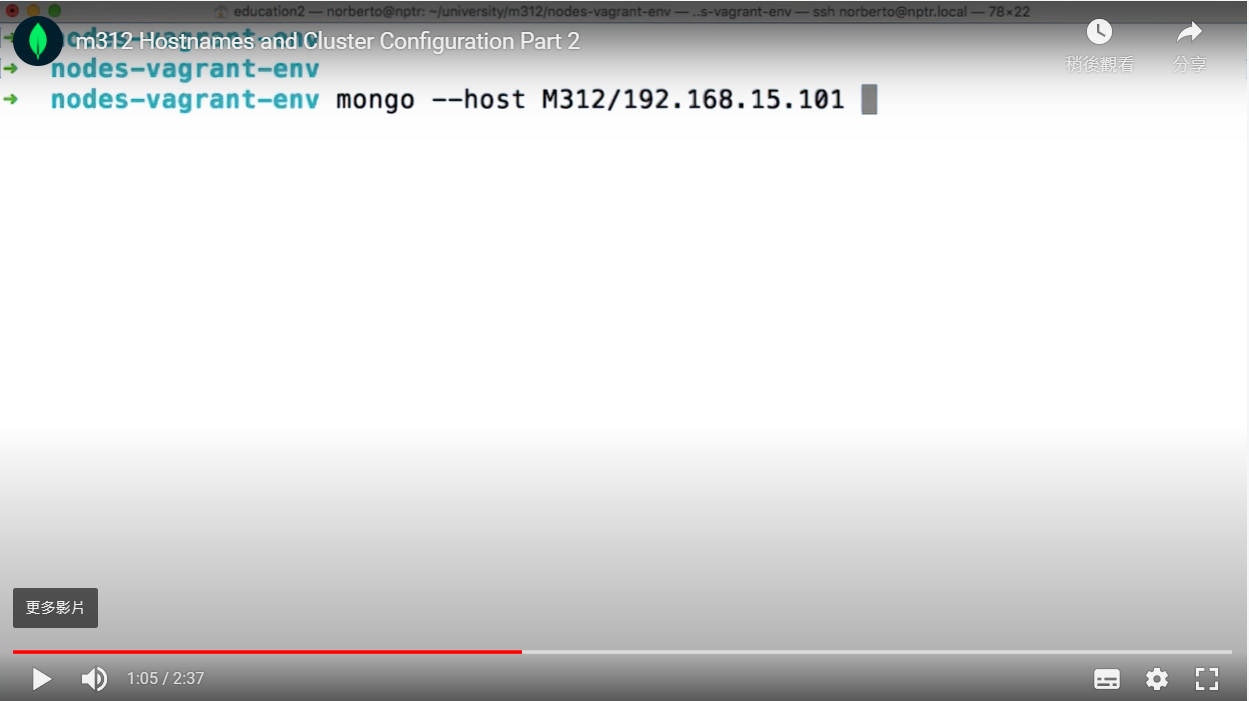 education2 — norberto@nptr: ~/university/m312/nodes-vagrant-env — ..s-vagrant-env — ssh norberto@nptr.local — 78×22
m312 Hostnames and Cluster Configuration Part 2
稍後觀看
分享
➜ nodes-vagrant-env
➜ nodes-vagrant-env
➜ nodes-vagrant-env mongo --host M312/192.168.15.101
更多影片
1:05 / 2:37